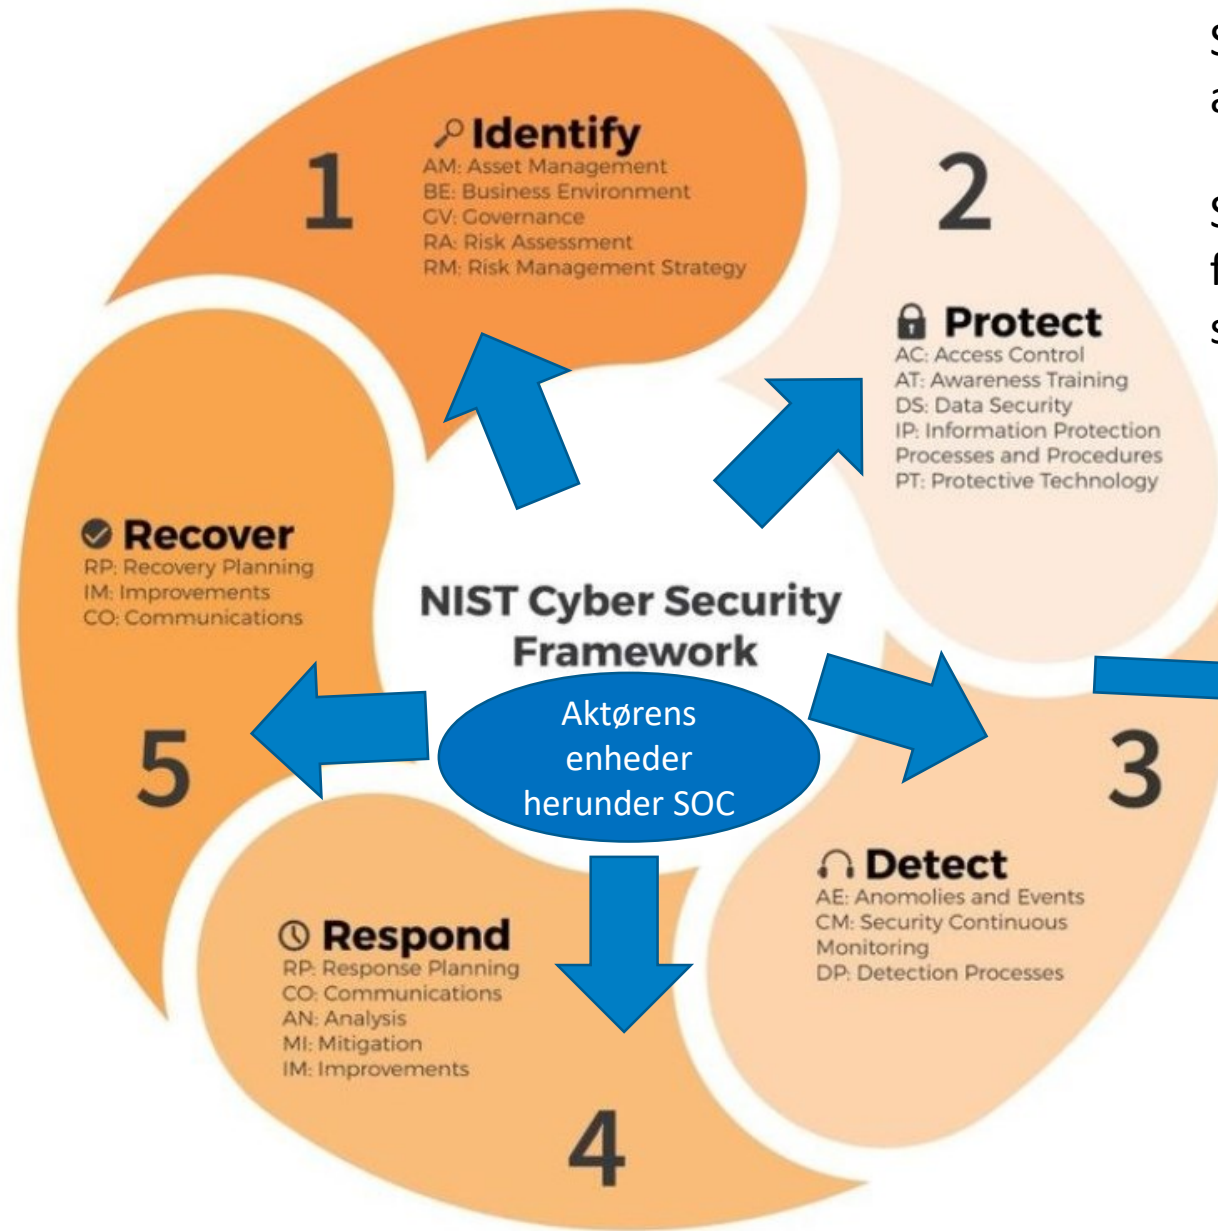 1
Identify
AM: Asset Management
BE: Business Environment
GV: Governance
RA: Risk Assessment
RM: Risk Management Strategy
2
Protect
AC: Access Control
AT: Awareness Training
DS: Data Security
IP: Information Protection
Processes and Procedures
PT: Protective Technology
3
Detect
AE: Anomolies and Events
CM: Security Continuous
Monitoring
DP: Detection Processes
4
Respond
RP: Response Planning
CO: Communications
AN: Analysis
MI: Mitigation
IM: Improvements
5
Recover
RP: Recovery Planning
IM: Improvements
CO: Communications
NIST Cyber Security
Framework
Aktørens
enheder
herunder SOC